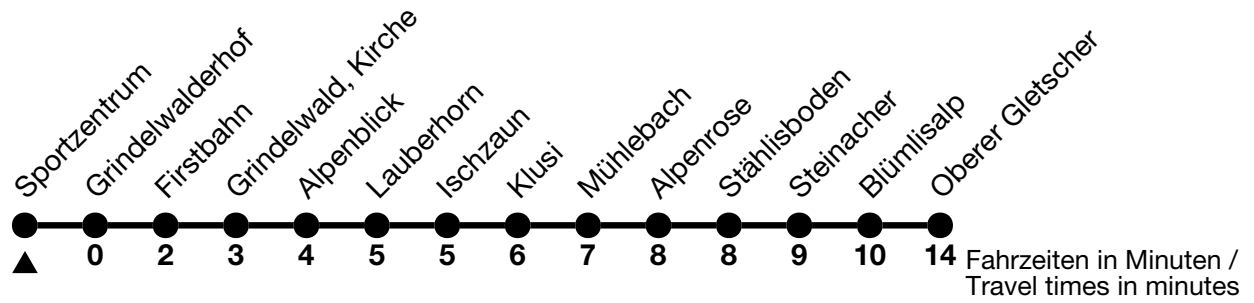 Sportzentrum
Grindelwalderhof
Firstbahn
Grindelwald, Kirche
Alpenblick
Lauberhorn
Ischzaun
Klusi
Mühlebach
Alpenrose
Stählisboden
Steinacher
Blümlisalp
Oberer Gletscher
0 2 3 4 5 5 6 7 8 8 9 10 14
Fahrzeiten in Minuten /
Travel times in minutes